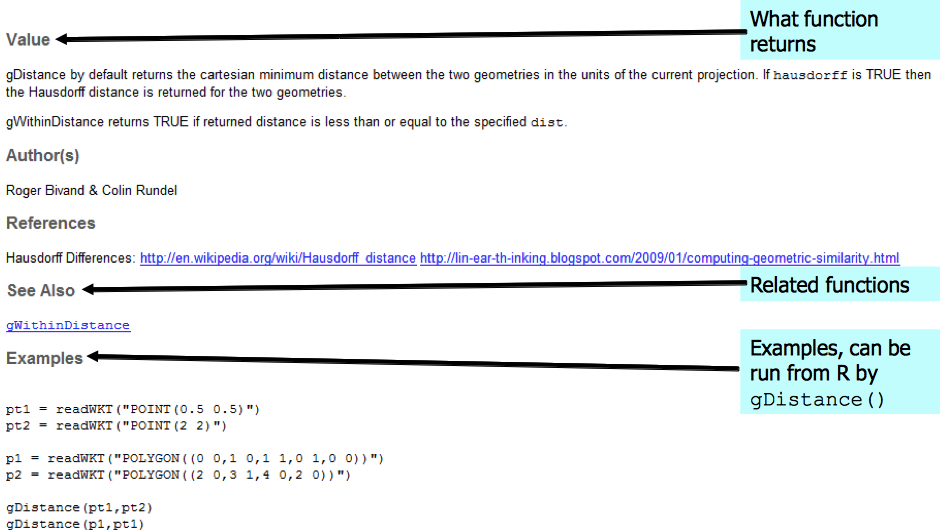 What function
returns
Value
gDistance by default returns the cartesian minimum distance between the two geometries in the units of the current projection. If hausdorff is TRUE then
the Hausdorff distance is returned for the two geometries.
gWithinDistance returns TRUE if returned distance is less than or equal to the specified dist.
Author(s)
Roger Bivand & Colin Rundel
References
Hausdorff Differences: http://en.wikipedia.org/wiki/Hausdorff_distance http://lin-ear-th-inking.blogspot.com/2009/01/computing-geometric-similarity.html
See Also
Related functions
gWithinDistance
Examples
Examples, can be
run from R by
gDistance()
pt1 = readWKT("POINT(0.5 0.5)")
pt2 = readWKT("POINT(2 2)")
p1 = readWKT("POLYGON((0 0,1 0,1 1,0 1,0 0))")
p2 = readWKT("POLYGON((2 0,3 1,4 0,2 0))")
gDistance(pt1,pt2)
gDistance(p1,pt1)